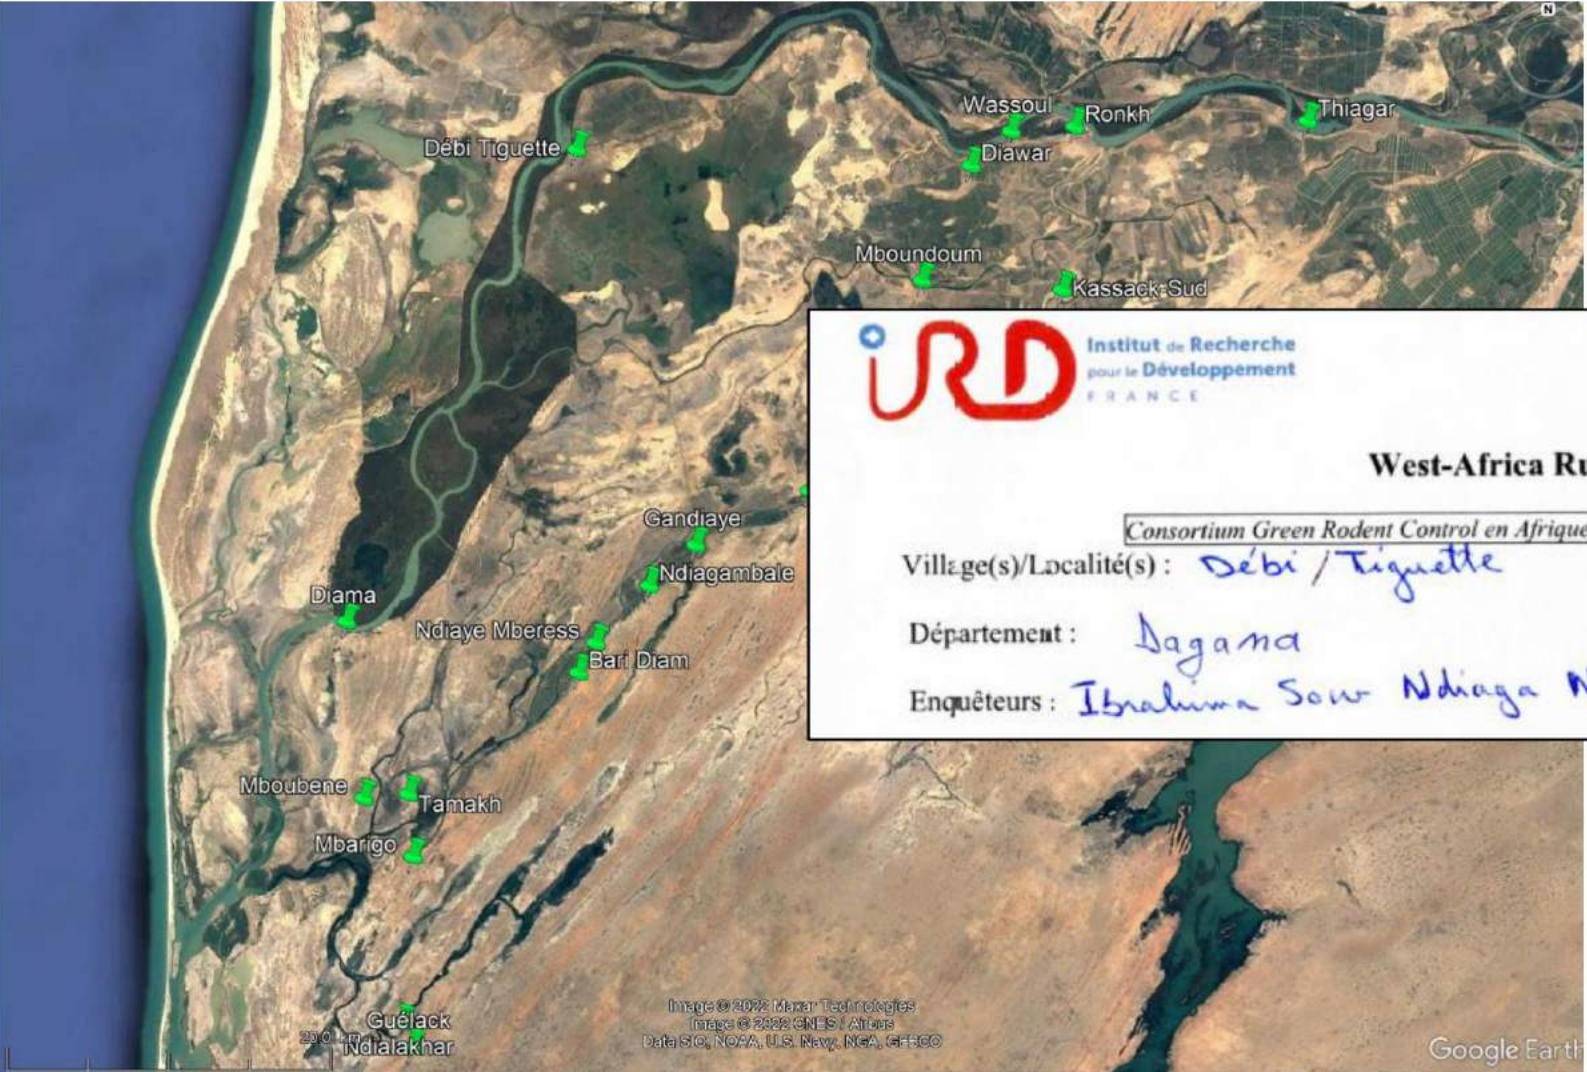 N
Wassoul
Ronkh
Thiagar
Débi Tiguette
Diawar
Mboundoum
Kassack-Sud
iRD
Institut de Recherche
pour le Développement
FRANCE
West-Africa Ru
Consortium Green Rodent Control en Afrique
Village(s)/Localité(s) : Débi / Tiguette
Département : Dagana
Enquêteurs : Ibrahima Sow Ndiaga N
Gandiaye
Ndiagambale
Diama
Ndiaye Mberess
Bari Diam
Mboubene
Tamakh
Mbarigo
Guélack
Ndialakhar
Image © 2022 Maxar Technologies
Image © 2022 CNES / Airbus
Data SIO, NOAA, U.S. Navy, NGA, GEBCO
Google Earth